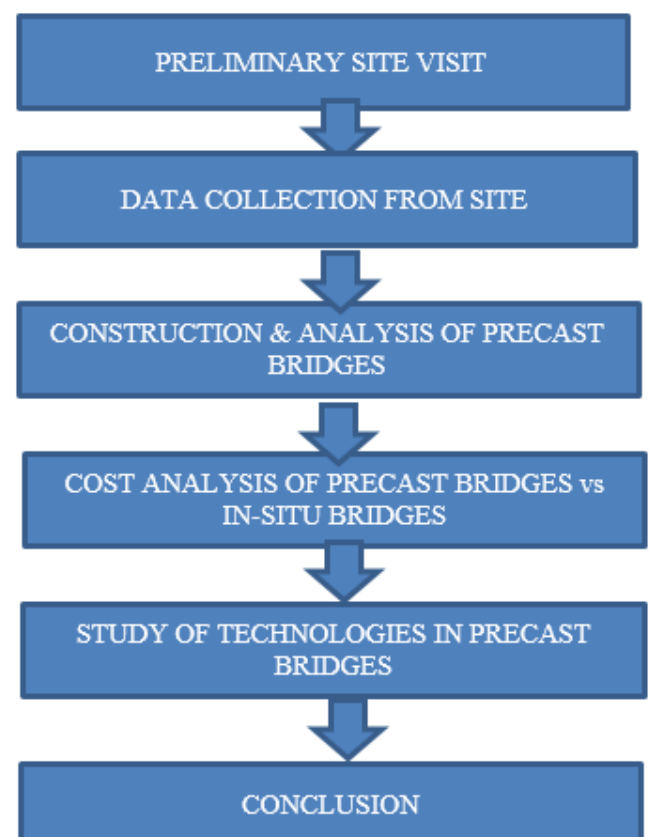 PRELIMINARY SITE VISIT
DATA COLLECTION FROM SITE
CONSTRUCTION & ANALYSIS OF PRECAST
BRIDGES
COST ANALYSIS OF PRECAST BRIDGES vs
IN-SITU BRIDGES
STUDY OF TECHNOLOGIES IN PRECAST
BRIDGES
CONCLUSION